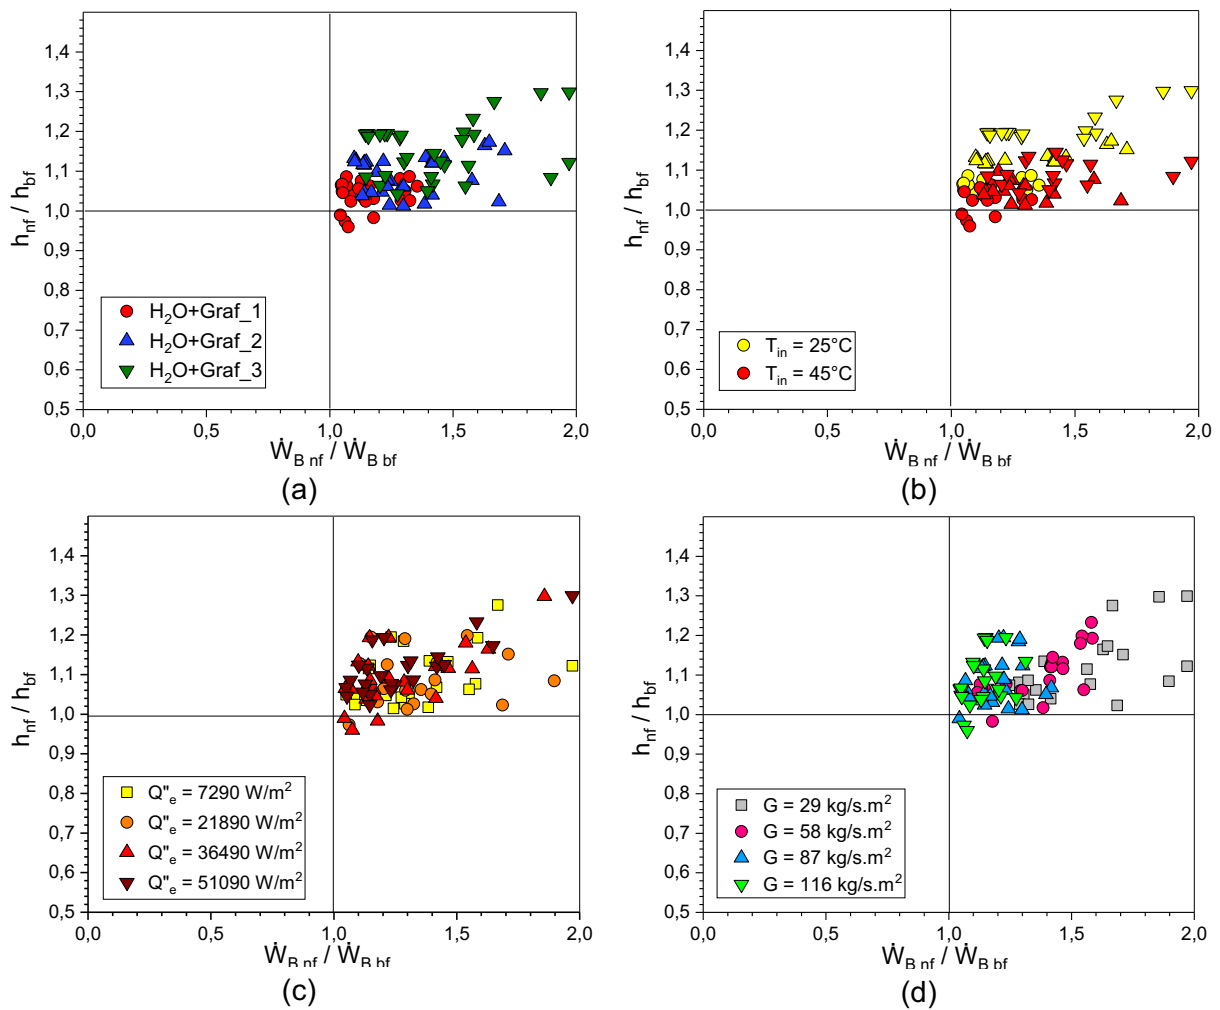 1,4
1,3
1,2
1,1
1,0
0,9
0,8
0,7
0,6
0,5
h_nf / h_bf
H₂O+Graf_1
H₂O+Graf_2
H₂O+Graf_3
0,0 0,5 1,0 1,5 2,0
Ẇ_B nf / Ẇ_B bf
(a)
1,4
1,3
1,2
1,1
1,0
0,9
0,8
0,7
0,6
0,5
h_nf / h_bf
T_in = 25°C
T_in = 45°C
0,0 0,5 1,0 1,5 2,0
Ẇ_B nf / Ẇ_B bf
(b)
1,4
1,3
1,2
1,1
1,0
0,9
0,8
0,7
0,6
0,5
h_nf / h_bf
Q"_e = 7290 W/m²
Q"_e = 21890 W/m²
Q"_e = 36490 W/m²
Q"_e = 51090 W/m²
0,0 0,5 1,0 1,5 2,0
Ẇ_B nf / Ẇ_B bf
(c)
1,4
1,3
1,2
1,1
1,0
0,9
0,8
0,7
0,6
0,5
h_nf / h_bf
G = 29 kg/s.m²
G = 58 kg/s.m²
G = 87 kg/s.m²
G = 116 kg/s.m²
0,0 0,5 1,0 1,5 2,0
Ẇ_B nf / Ẇ_B bf
(d)